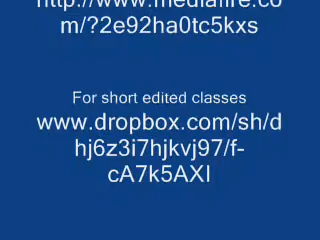 http://www.mediafire.co
m/?2e92ha0tc5kxs
For short edited classes
www.dropbox.com/sh/d
hj6z3i7hjkvj97/f-
cA7k5AXI